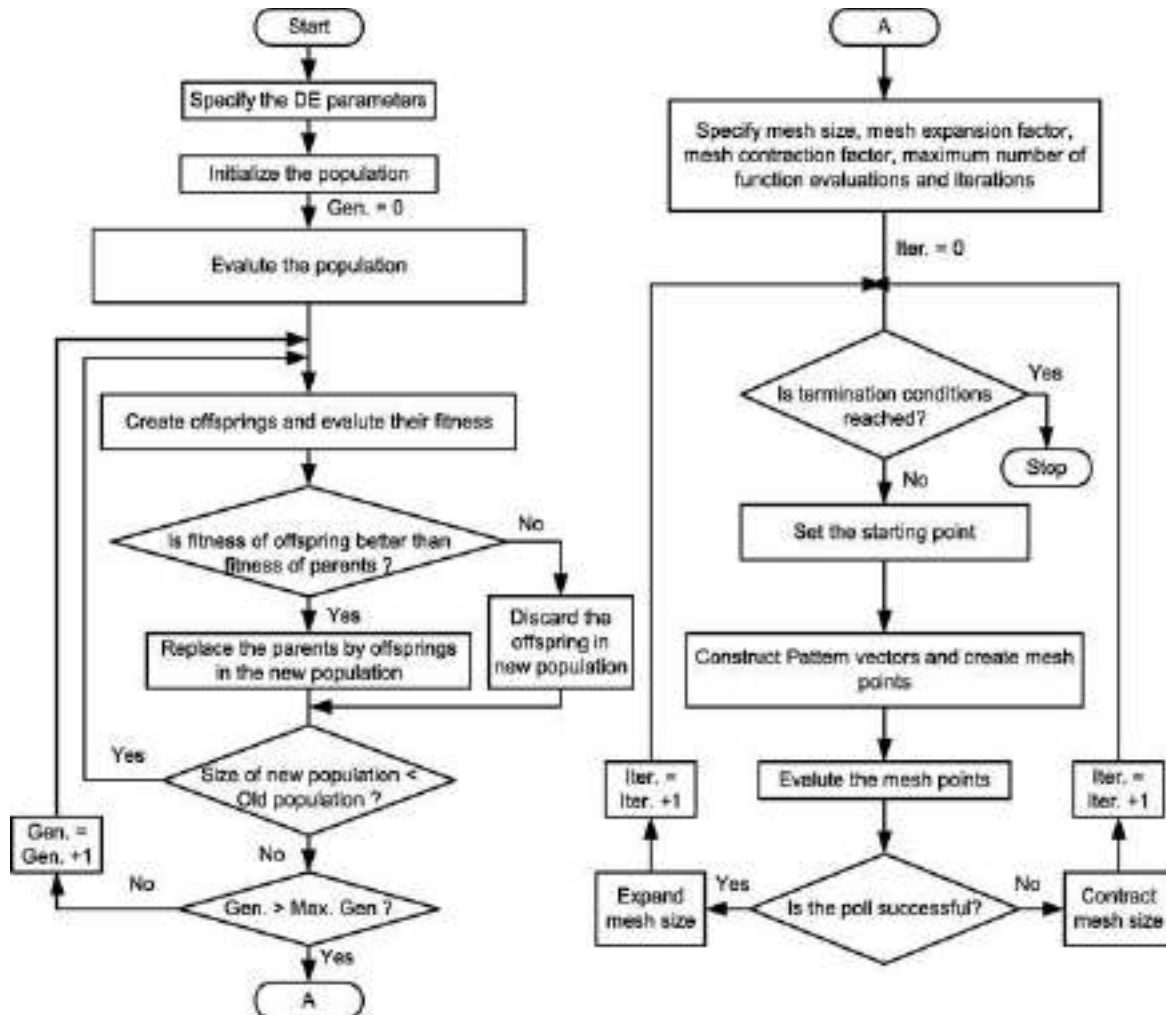 Start
Specify the DE parameters
Initialize the population
Gen. = 0
Evalute the population
Create offsprings and evalute their fitness
Is fitness of offspring better than
fitness of parents ?
No
Yes
Discard the
offspring in
new population
Replace the parents by offsprings
in the new population
Yes
Size of new population <
Old population ?
No
Gen. =
Gen. +1
No
Gen. > Max. Gen ?
Yes
A
A
Specify mesh size, mesh expansion factor,
mesh contraction factor, maximum number of
function evaluations and iterations
Iter. = 0
Is termination conditions
reached?
Yes
Stop
No
Set the starting point
Construct Pattern vectors and create mesh
points
Evalute the mesh points
Iter. =
Iter. +1
Iter. =
Iter. +1
Is the poll successful?
Yes
No
Expand
mesh size
Contract
mesh size